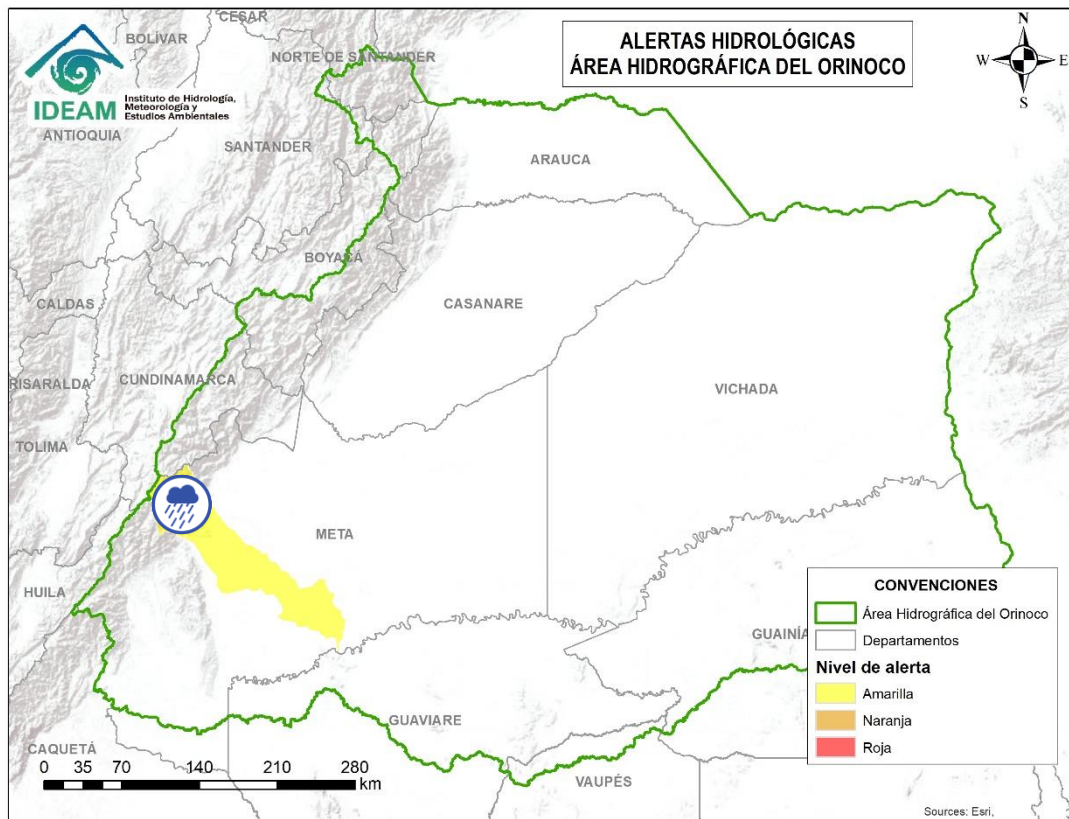 ALERTAS HIDROLÓGICAS
ÁREA HIDROGRÁFICA DEL ORINOCO
N
W
E
S
IDEAM
Instituto de Hidrología,
Meteorología y
Estudios Ambientales
CESAR
BOLÍVAR
NORTE DE SANTANDER
ANTIOQUIA
SANTANDER
ARAUCA
BOYACÁ
CALDAS
CASANARE
RISARALDA
CUNDINAMARCA
VICHADA
TOLIMA
META
HUILA
GUAINÍA
GUAVIARE
CAQUETÁ
VAUPÉS
CONVENCIONES
Área Hidrográfica del Orinoco
Departamentos
Nivel de alerta
Amarilla
Naranja
Roja
0 35 70 140 210 280
km
Sources: Esri,